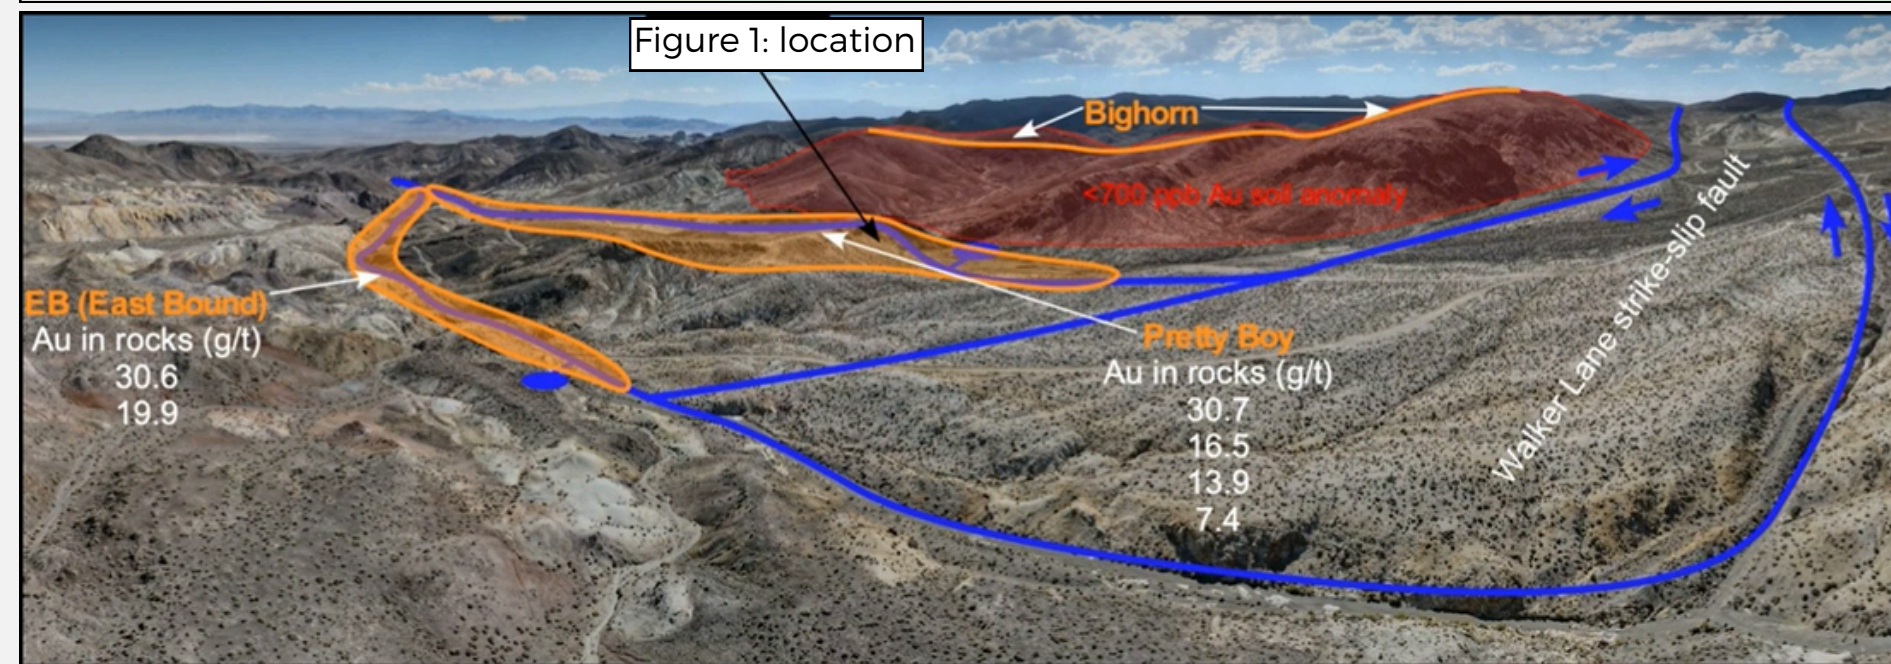 Figure 1: location
Bighorn
<700 ppb Au soil anomaly
Walker Lane strike-slip fault
EB (East Bound)
Au in rocks (g/t)
30.6
19.9
Pretty Boy
Au in rocks (g/t)
30.7
16.5
13.9
7.4